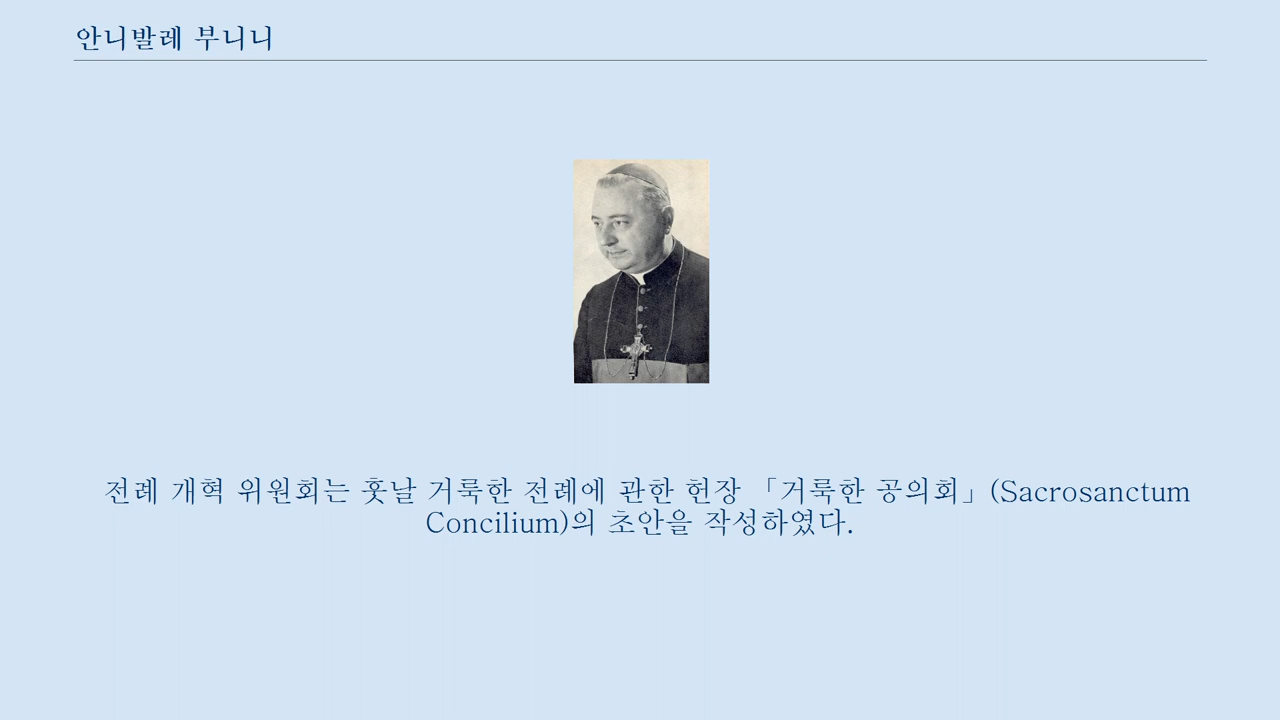 안니발레 부니니
전례 개혁 위원회는 훗날 거룩한 전례에 관한 헌장 「거룩한 공의회」(Sacrosanctum
Concilium)의 초안을 작성하였다.